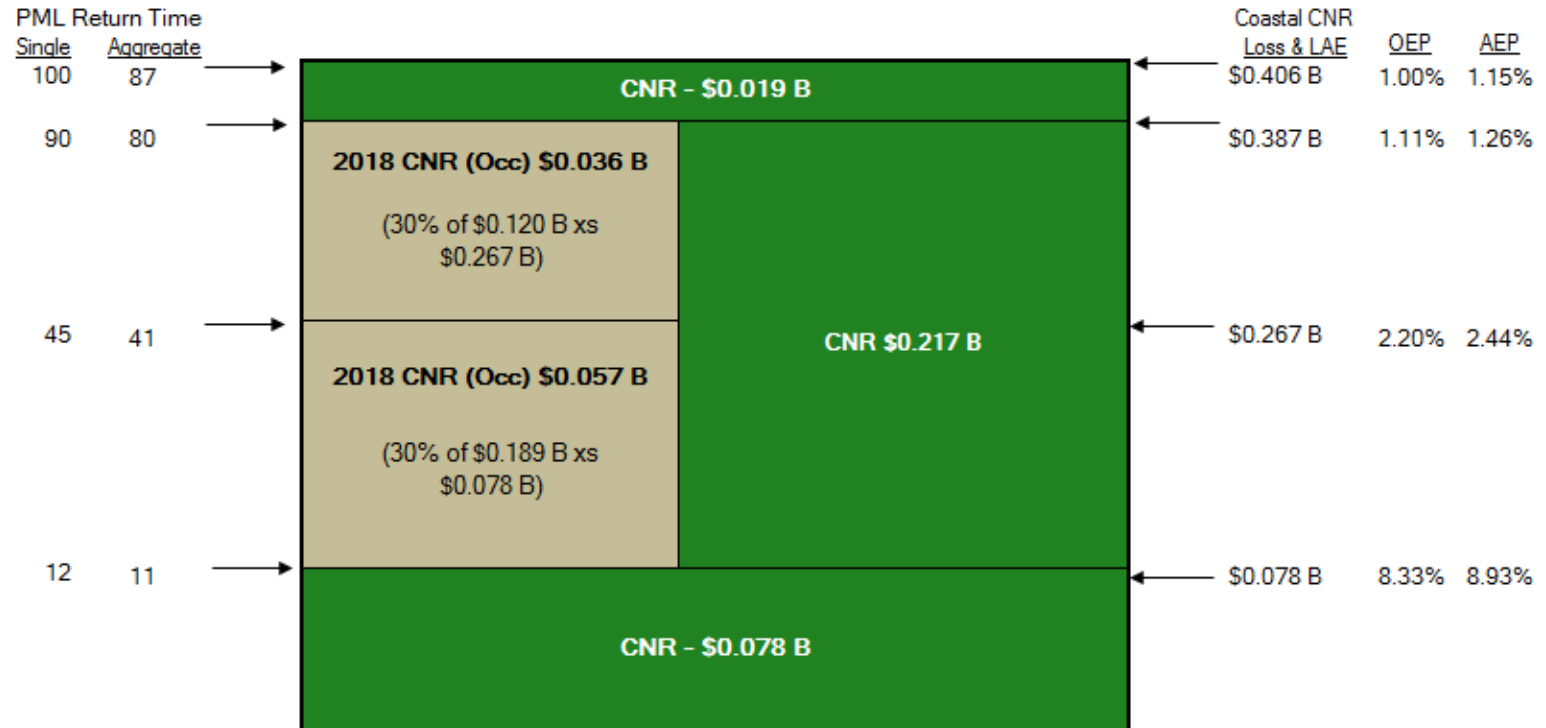 PML Return Time
Single Aggregate
Coastal CNR
Loss & LAE OEP AEP
100 87
$0.406 B 1.00% 1.15%
CNR - $0.019 B
90 80
$0.387 B 1.11% 1.26%
2018 CNR (Occ) $0.036 B
(30% of $0.120 B xs
$0.267 B)
45 41
CNR $0.217 B
$0.267 B 2.20% 2.44%
2018 CNR (Occ) $0.057 B
(30% of $0.189 B xs
$0.078 B)
12 11
$0.078 B 8.33% 8.93%
CNR - $0.078 B